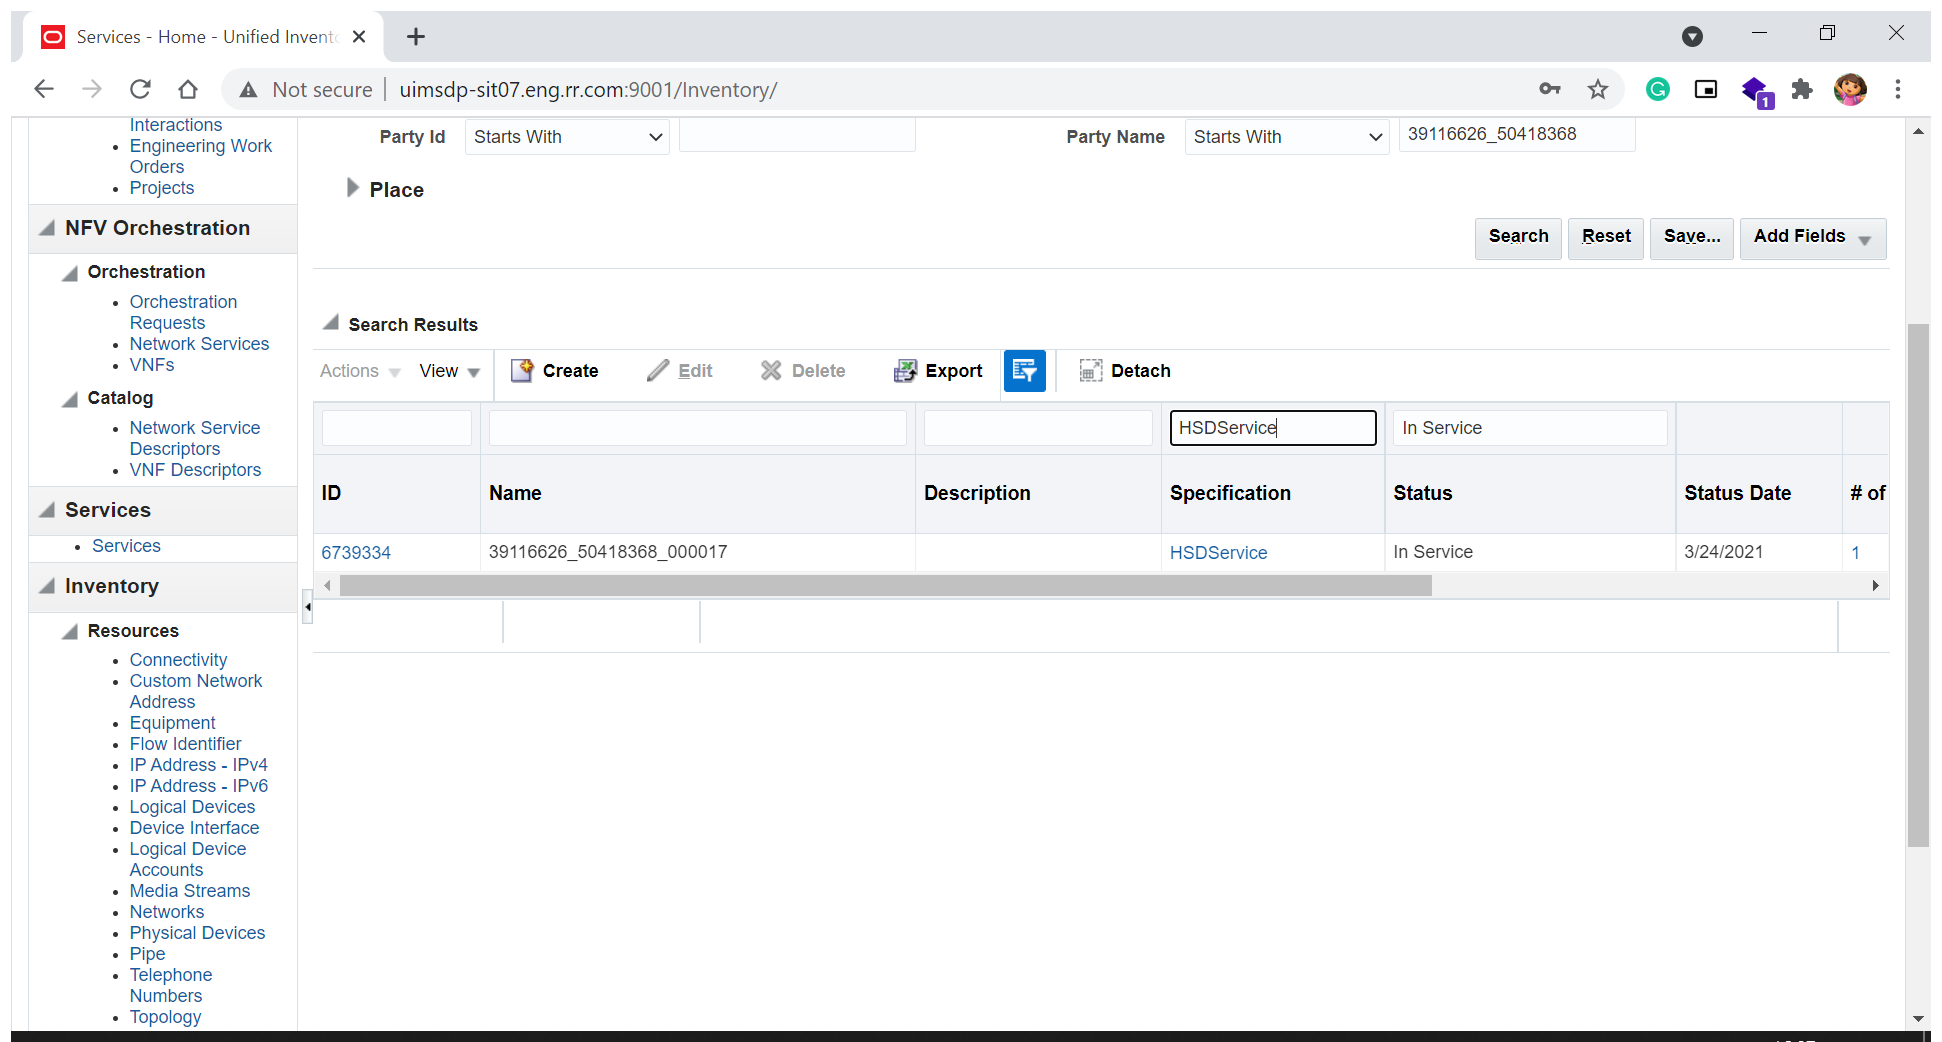 Services - Home - Unified Invent
Not secure
uimsdp-sit07.eng.rr.com:9001/Inventory/
1
Interactions
Engineering Work
Orders
Projects
NFV Orchestration
Orchestration
Orchestration
Requests
Network Services
VNFs
Catalog
Network Service
Descriptors
VNF Descriptors
Services
Services
Inventory
Resources
Connectivity
Custom Network
Address
Equipment
Flow Identifier
IP Address - IPv4
IP Address - IPv6
Logical Devices
Device Interface
Logical Device
Accounts
Media Streams
Networks
Physical Devices
Pipe
Telephone
Numbers
Topology
Party Id Starts With
Party Name Starts With 39116626_50418368
Place
Search Reset Save... Add Fields
Search Results
Actions View Create Edit Delete Export Detach
HSDService In Service
ID Name Description Specification Status Status Date # of
6739334 39116626_50418368_000017 HSDService In Service 3/24/2021 1